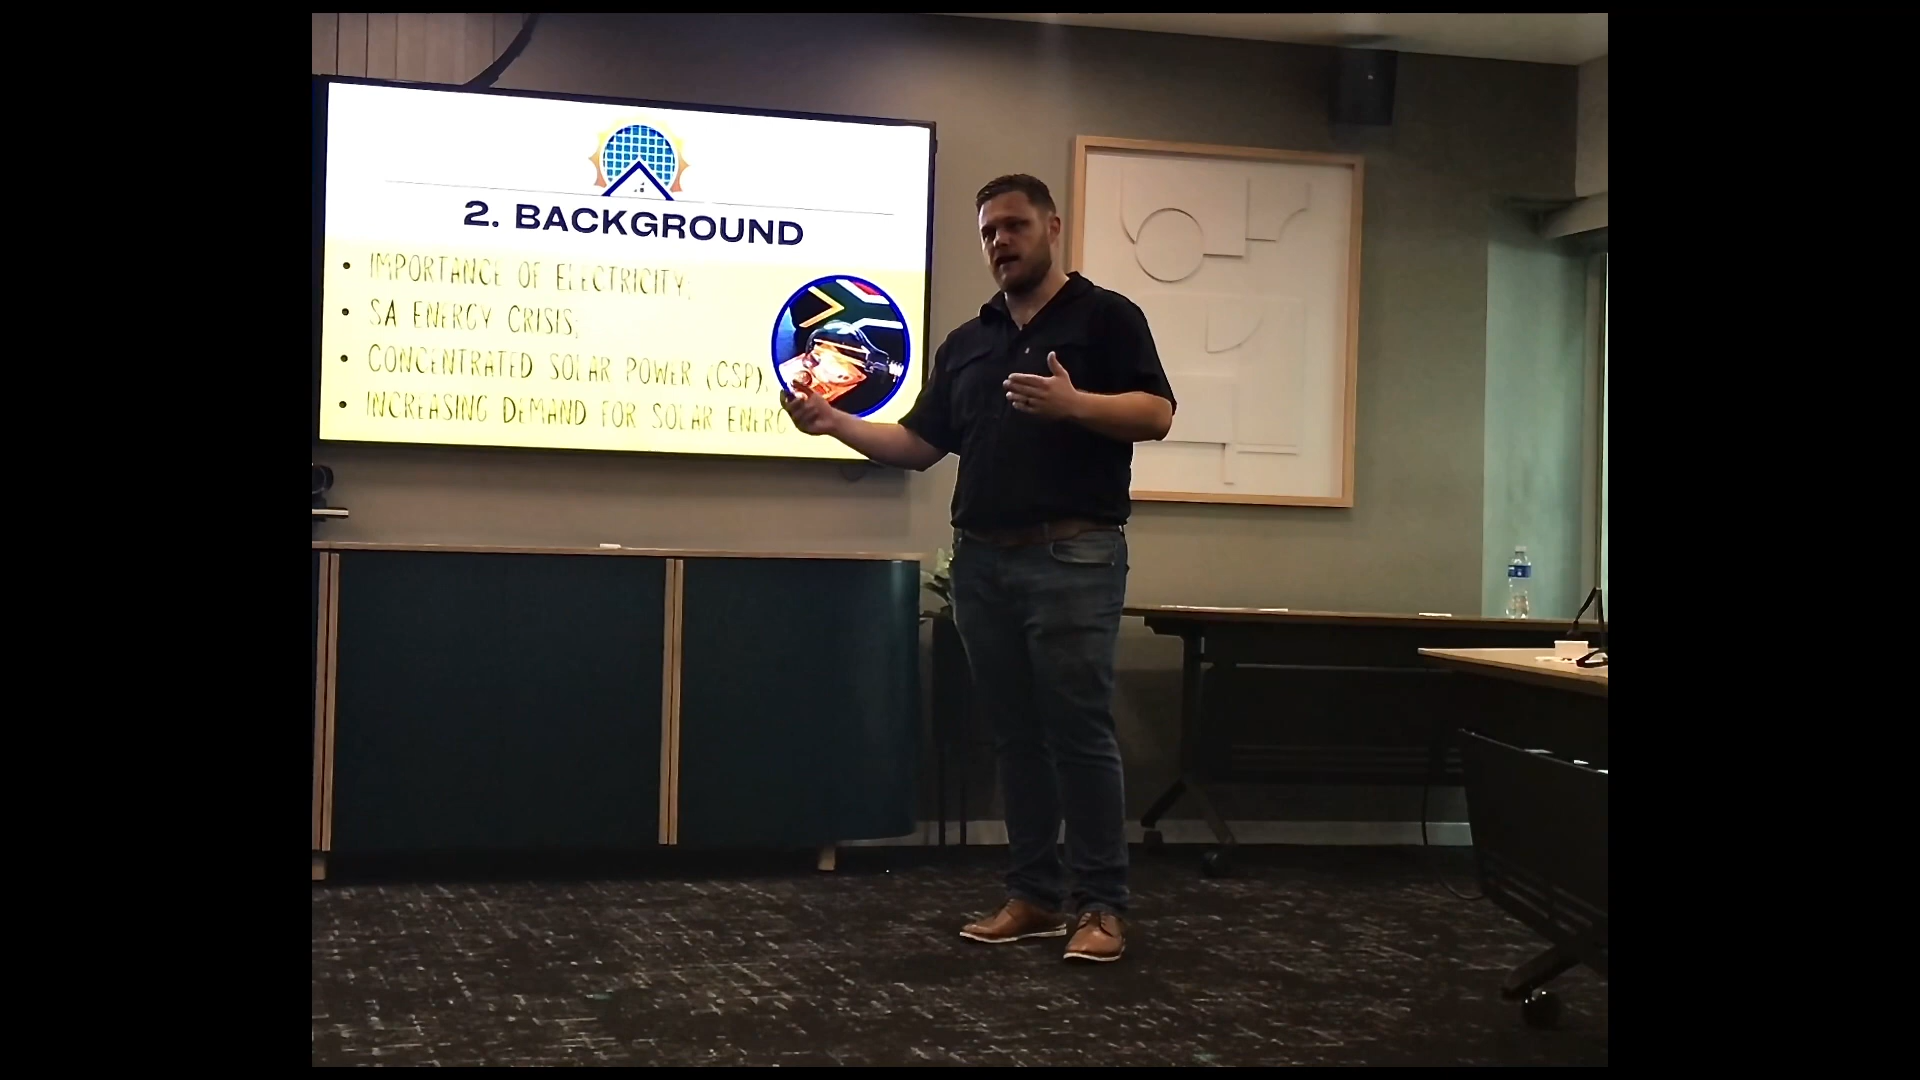 2. BACKGROUND
• IMPORTANCE OF ELECTRICITY;
• SA ENERGY CRISIS;
• CONCENTRATED SOLAR POWER (CSP);
• INCREASING DEMAND FOR SOLAR